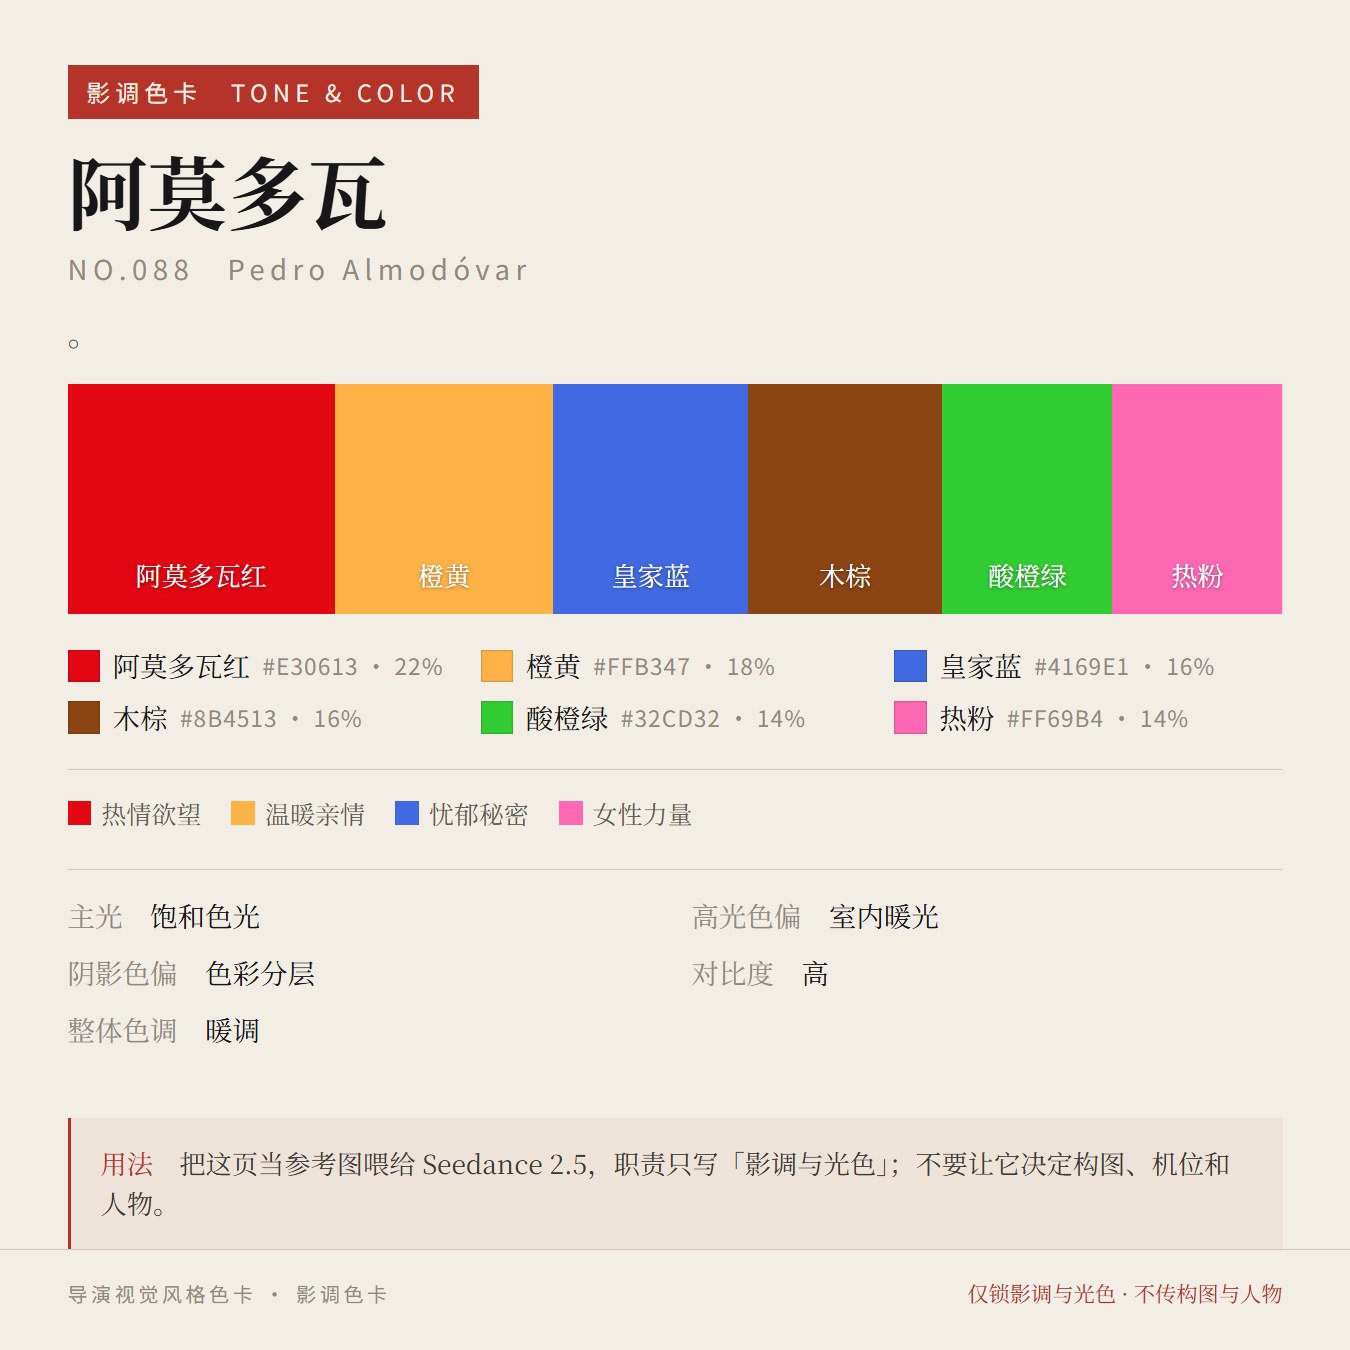 影调色卡 TONE & COLOR
阿莫多瓦
NO.088 Pedro Almodóvar
。
阿莫多瓦红 橙黄 皇家蓝 木棕 酸橙绿 热粉
阿莫多瓦红 #E30613 · 22% 橙黄 #FFB347 · 18% 皇家蓝 #4169E1 · 16%
木棕 #8B4513 · 16% 酸橙绿 #32CD32 · 14% 热粉 #FF69B4 · 14%
热情欲望 温暖亲情 忧郁秘密 女性力量
主光 饱和色光 高光色偏 室内暖光
阴影色偏 色彩分层 对比度 高
整体色调 暖调
用法 把这页当参考图喂给 Seedance 2.5，职责只写「影调与光色」；不要让它决定构图、机位和
人物。
导演视觉风格色卡 · 影调色卡 仅锁影调与光色 · 不传构图与人物